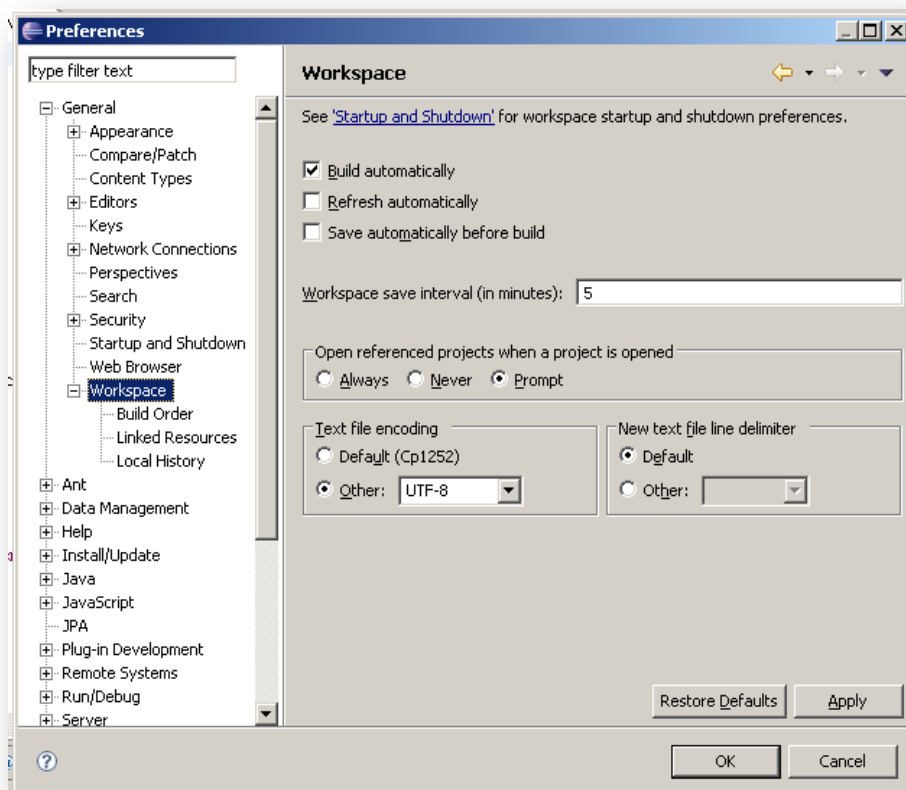 Preferences
type filter text
General
Appearance
Compare/Patch
Content Types
Editors
Keys
Network Connections
Perspectives
Search
Security
Startup and Shutdown
Web Browser
Workspace
Build Order
Linked Resources
Local History
Ant
Data Management
Help
Install/Update
Java
JavaScript
JPA
Plug-in Development
Remote Systems
Run/Debug
Server
Workspace
See 'Startup and Shutdown' for workspace startup and shutdown preferences.
Build automatically
Refresh automatically
Save automatically before build
Workspace save interval (in minutes): 5
Open referenced projects when a project is opened
Always Never Prompt
Text file encoding
Default (Cp1252)
Other: UTF-8
New text file line delimiter
Default
Other:
Restore Defaults Apply
OK Cancel